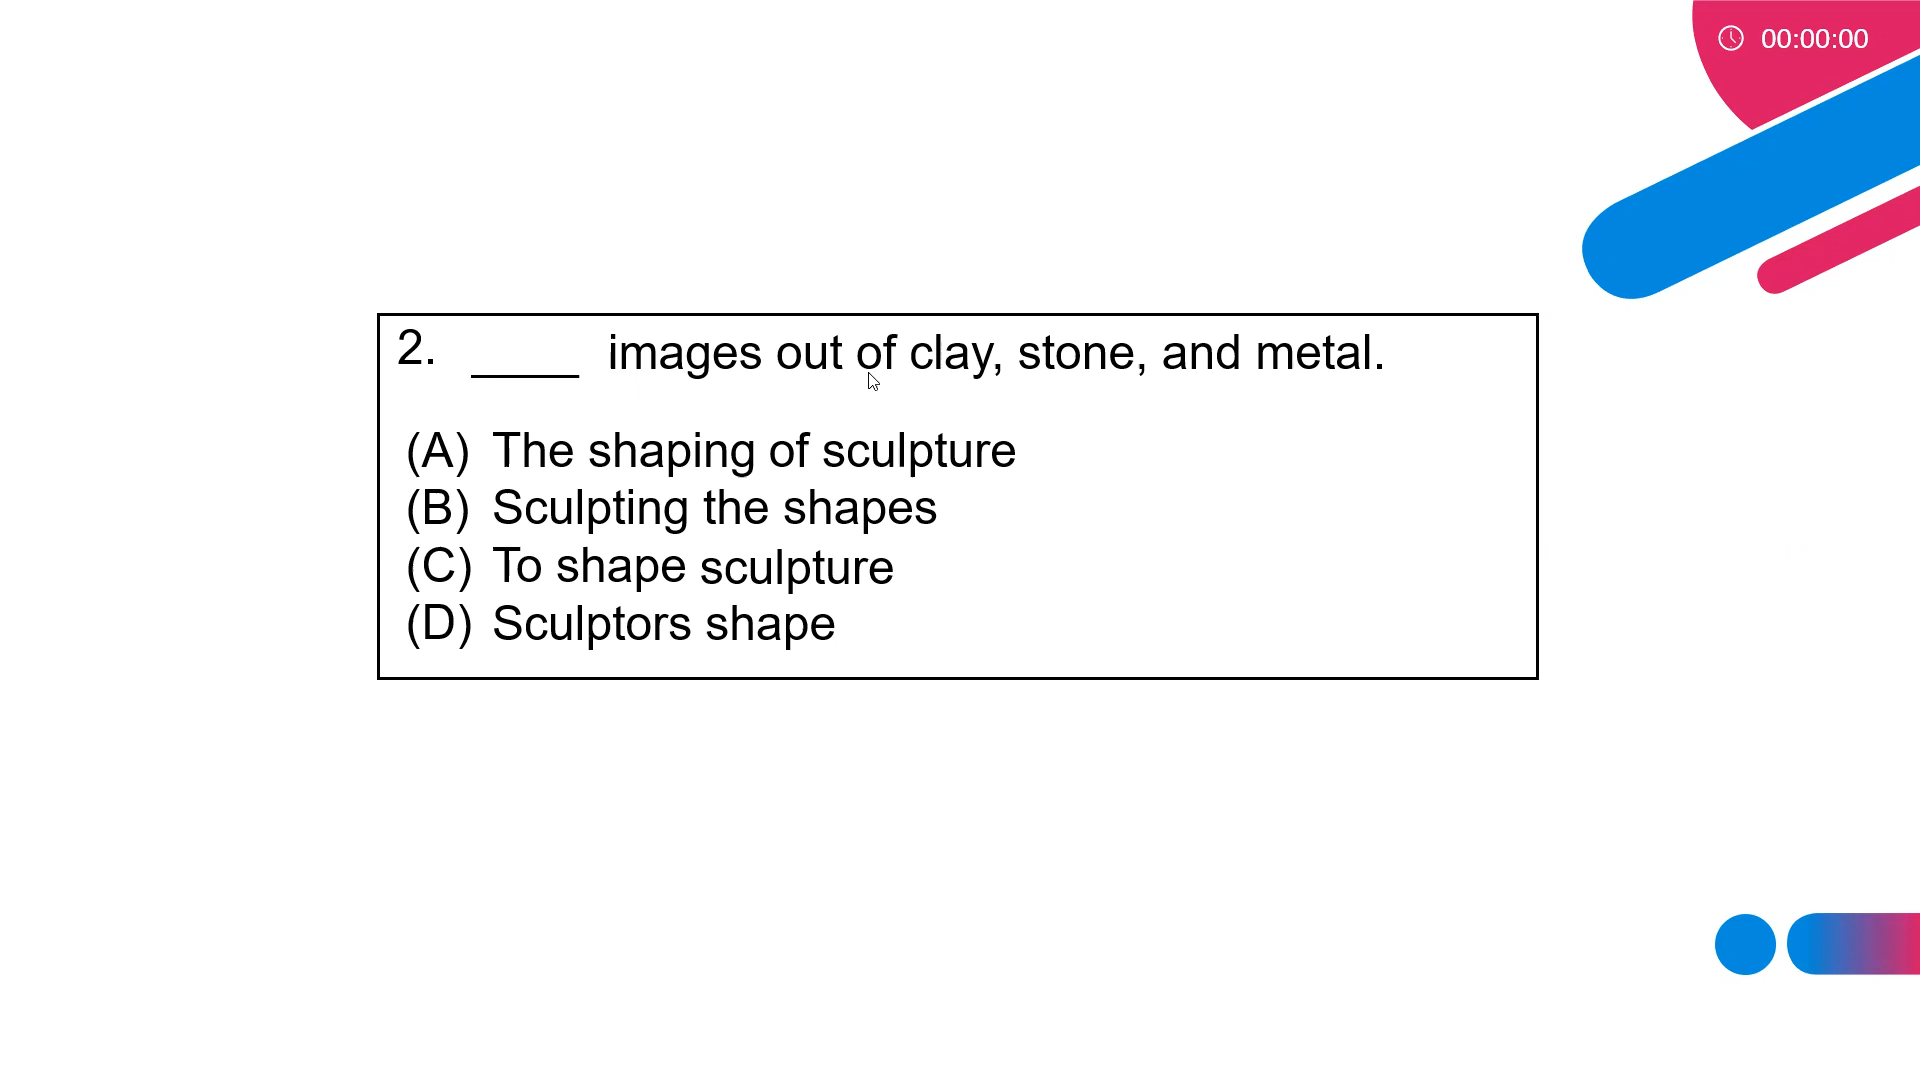 00:00:00
2. ____ images out of clay, stone, and metal.
(A) The shaping of sculpture
(B) Sculpting the shapes
(C) To shape sculpture
(D) Sculptors shape